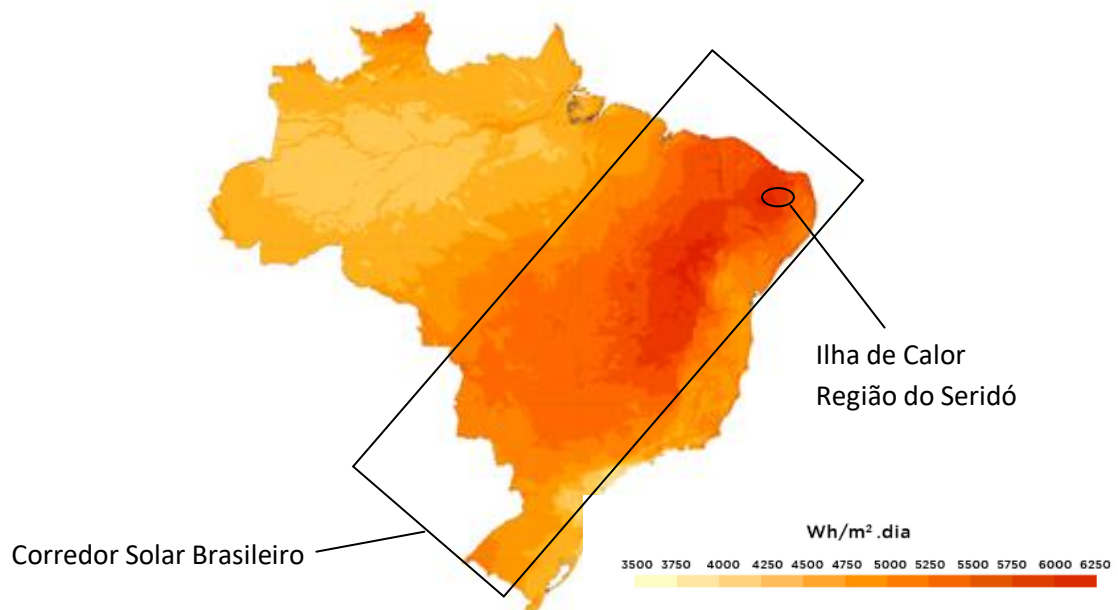 Ilha de Calor
Região do Seridó
Corredor Solar Brasileiro
Wh/m².dia
3500 3750 4000 4250 4500 4750 5000 5250 5500 5750 6000 6250